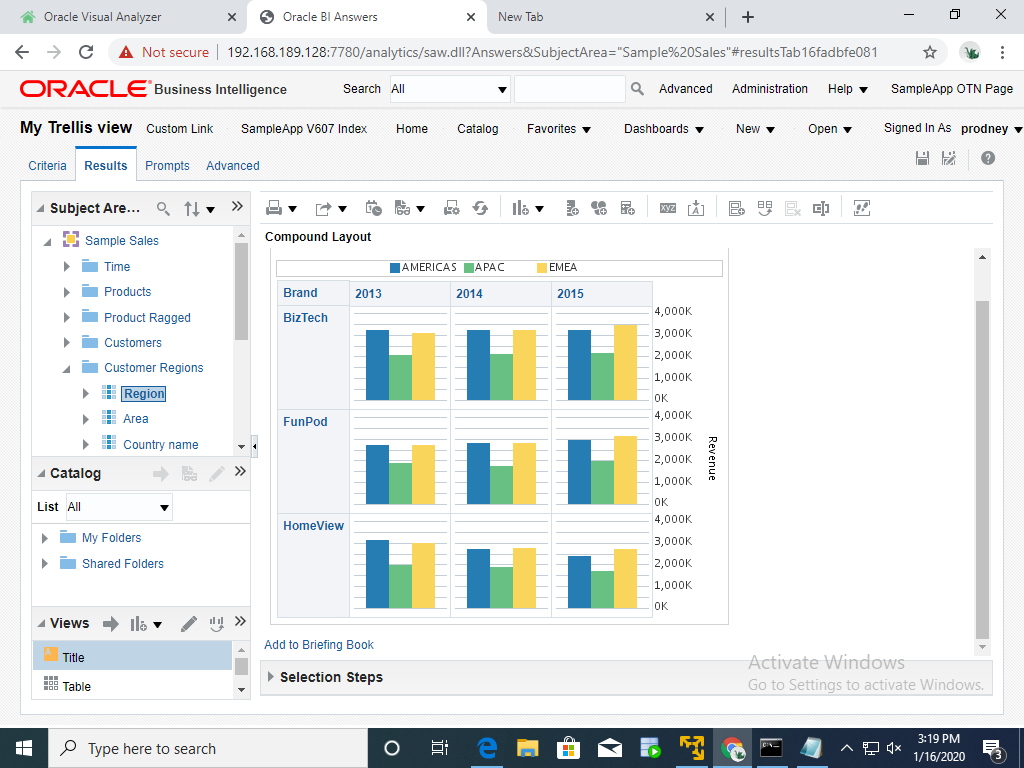 Oracle Visual Analyzer
Oracle BI Answers
New Tab
Not secure
192.168.189.128:7780/analytics/saw.dll?Answers&SubjectArea="Sample%20Sales"#resultsTab16fadbfe081
ORACLE Business Intelligence
Search All
Advanced
Administration
Help
SampleApp OTN Page
My Trellis view
Custom Link
SampleApp V607 Index
Home
Catalog
Favorites
Dashboards
New
Open
Signed In As prodney
Criteria
Results
Prompts
Advanced
Subject Are...
Sample Sales
Time
Products
Product Ragged
Customers
Customer Regions
Region
Area
Country name
Catalog
List All
My Folders
Shared Folders
Views
Title
Table
xyz
Compound Layout
AMERICAS APAC EMEA
Brand 2013 2014 2015
BizTech
4,000K
3,000K
2,000K
1,000K
0K
FunPod
4,000K
3,000K
2,000K
1,000K
0K
HomeView
4,000K
3,000K
2,000K
1,000K
0K
Revenue
Add to Briefing Book
Selection Steps
Activate Windows
Go to Settings to activate Windows.
Type here to search
3:19 PM
1/16/2020
3